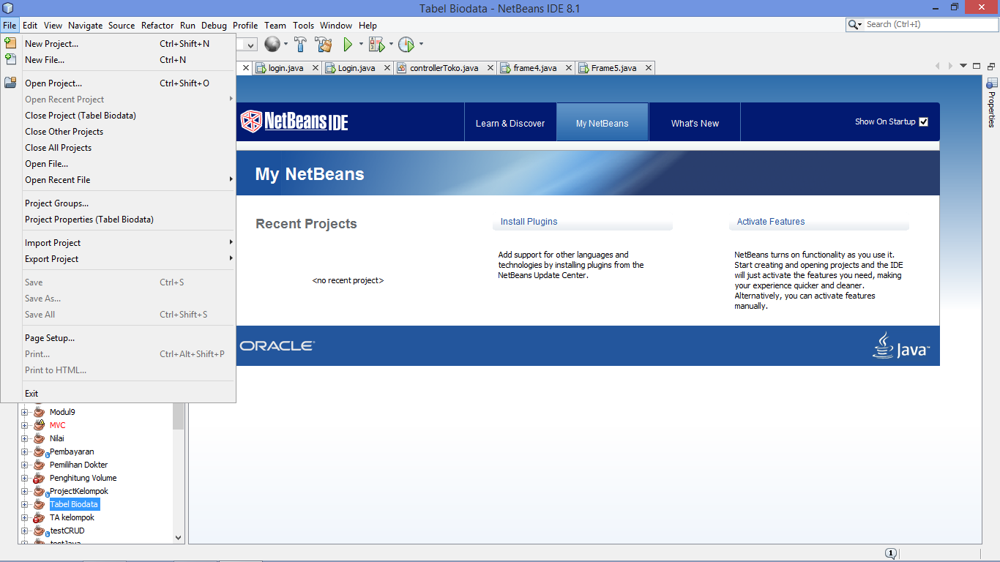 Tabel Biodata - NetBeans IDE 8.1
File Edit View Navigate Source Refactor Run Debug Profile Team Tools Window Help
Search (Ctrl+I)
New Project... Ctrl+Shift+N
New File... Ctrl+N
Open Project... Ctrl+Shift+O
Open Recent Project
Close Project (Tabel Biodata)
Close Other Projects
Close All Projects
Open File...
Open Recent File
Project Groups...
Project Properties (Tabel Biodata)
Import Project
Export Project
Save Ctrl+S
Save As...
Save All Ctrl+Shift+S
Page Setup...
Print... Ctrl+Alt+Shift+P
Print to HTML...
Exit
login.java Login.java controllerToko.java frame4.java Frame5.java
NetBeans IDE
Learn & Discover
My NetBeans
What's New
Show On Startup
My NetBeans
Recent Projects
<no recent project>
Install Plugins
Add support for other languages and
technologies by installing plugins from the
NetBeans Update Center.
Activate Features
NetBeans turns on functionality as you use it.
Start creating and opening projects and the IDE
will just activate the features you need, making
your experience quicker and cleaner.
Alternatively, you can activate features
manually.
ORACLE
Java™
Properties
Modul9
MVC
Nilai
Pembayaran
Pemilihan Dokter
Penghitung Volume
ProjectKelompok
Tabel Biodata
TA kelompok
testCRUD
testJava
1